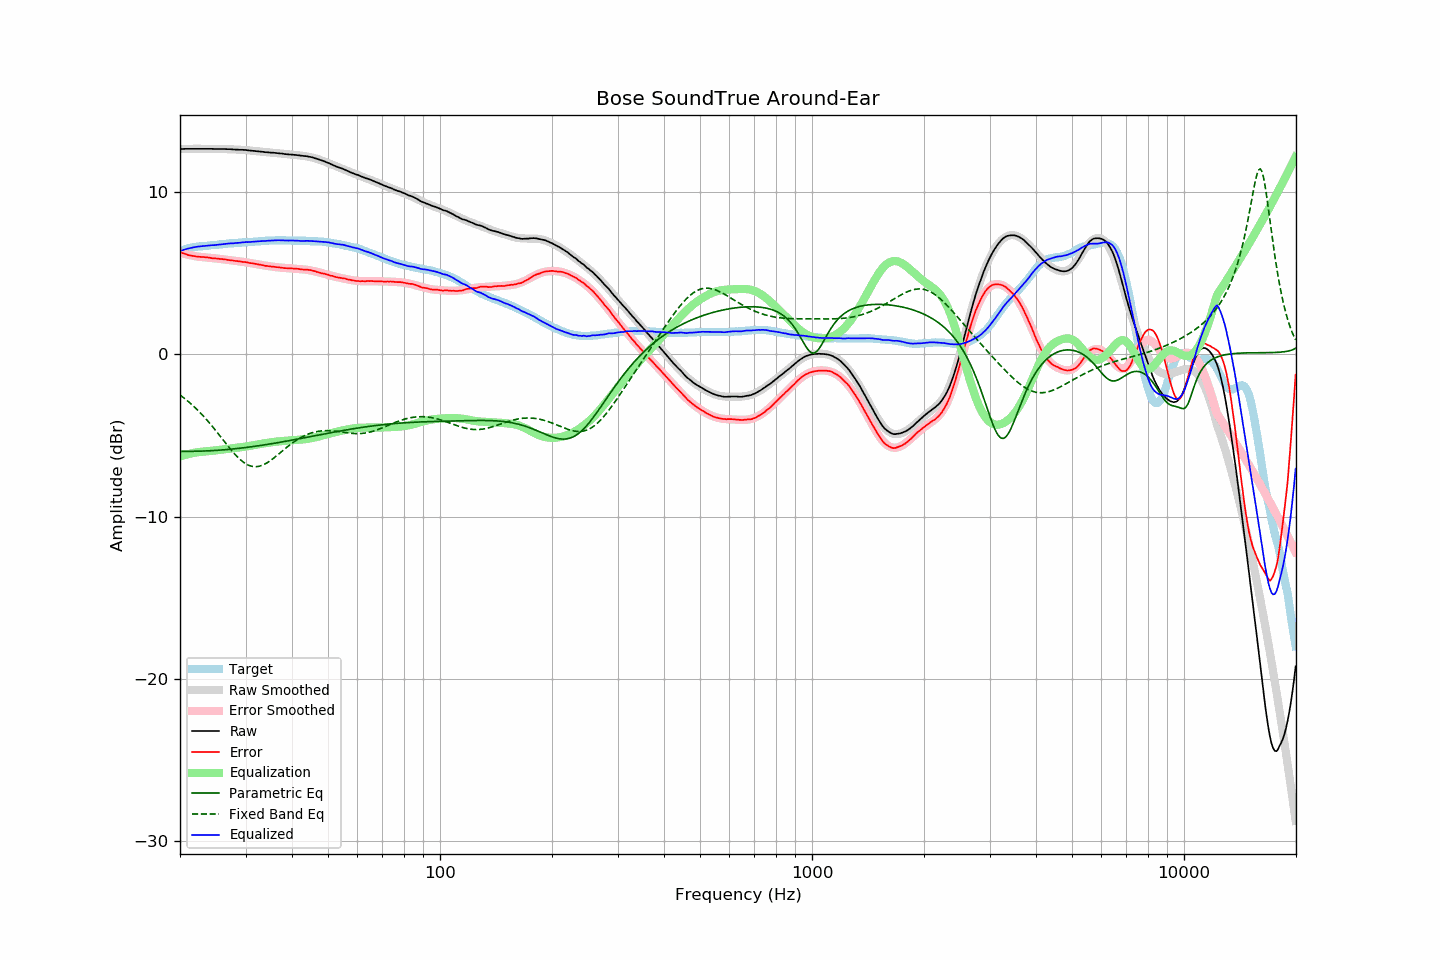 Bose SoundTrue Around-Ear
Amplitude (dBr)
10
0
−10
−20
−30
Target
Raw Smoothed
Error Smoothed
Raw
Error
Equalization
Parametric Eq
Fixed Band Eq
Equalized
100
1000
10000
Frequency (Hz)